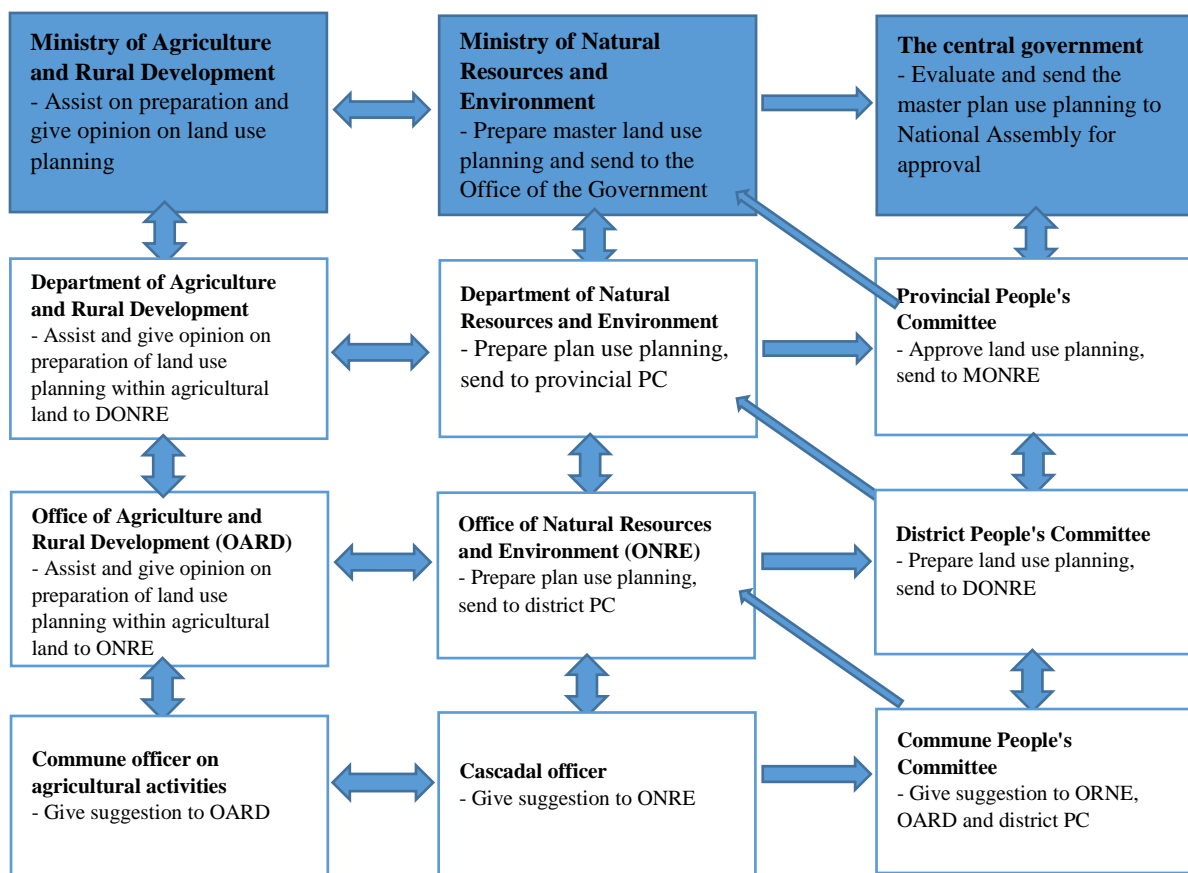 Ministry of Agriculture
and Rural Development
- Assist on preparation and
give opinion on land use
planning
Ministry of Natural
Resources and
Environment
- Prepare master land use
planning and send to the
Office of the Government
The central government
- Evaluate and send the
master plan use planning to
National Assembly for
approval
Department of Agriculture
and Rural Development
- Assist and give opinion on
preparation of land use
planning within agricultural
land to DONRE
Department of Natural
Resources and Environment
- Prepare plan use planning,
send to provincial PC
Provincial People's
Committee
- Approve land use planning,
send to MONRE
Office of Agriculture and
Rural Development (OARD)
- Assist and give opinion on
preparation of land use
planning within agricultural
land to ONRE
Office of Natural Resources
and Environment (ONRE)
- Prepare plan use planning,
send to district PC
District People's Committee
- Prepare land use planning,
send to DONRE
Commune officer on
agricultural activities
- Give suggestion to OARD
Cascadal officer
- Give suggestion to ONRE
Commune People's
Committee
- Give suggestion to ORNE,
OARD and district PC